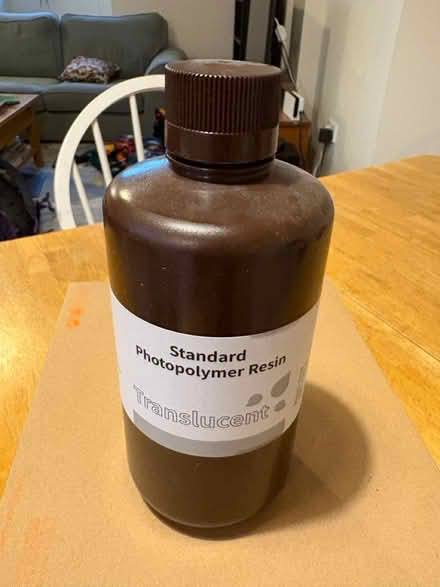 Standard
Photopolymer Resin
Translucent